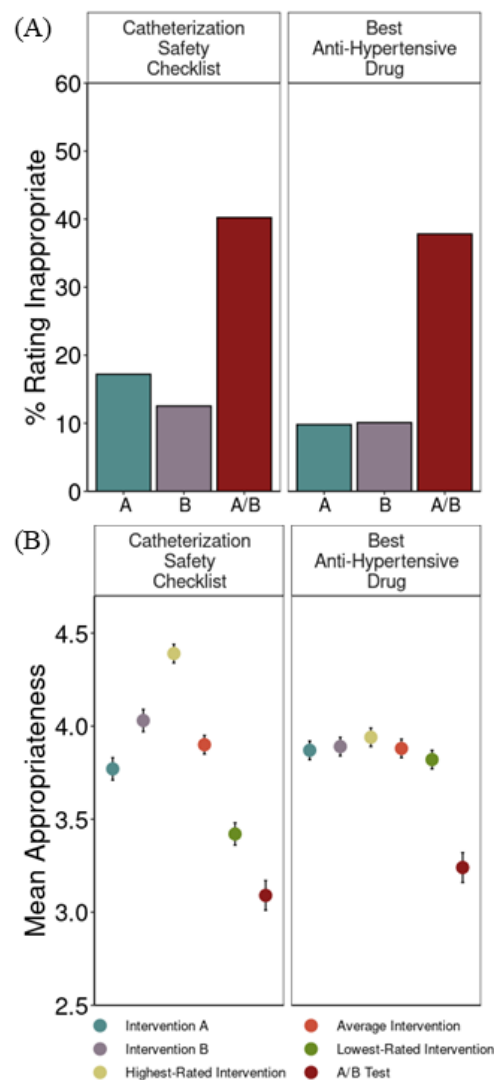 (A)
Catheterization
Safety
Checklist
Best
Anti-Hypertensive
Drug
% Rating Inappropriate
60
50
40
30
20
10
0
A B A/B A B A/B
(B)
Catheterization
Safety
Checklist
Best
Anti-Hypertensive
Drug
Mean Appropriateness
4.5
4.0
3.5
3.0
2.5
Intervention A
Intervention B
Highest-Rated Intervention
Average Intervention
Lowest-Rated Intervention
A/B Test